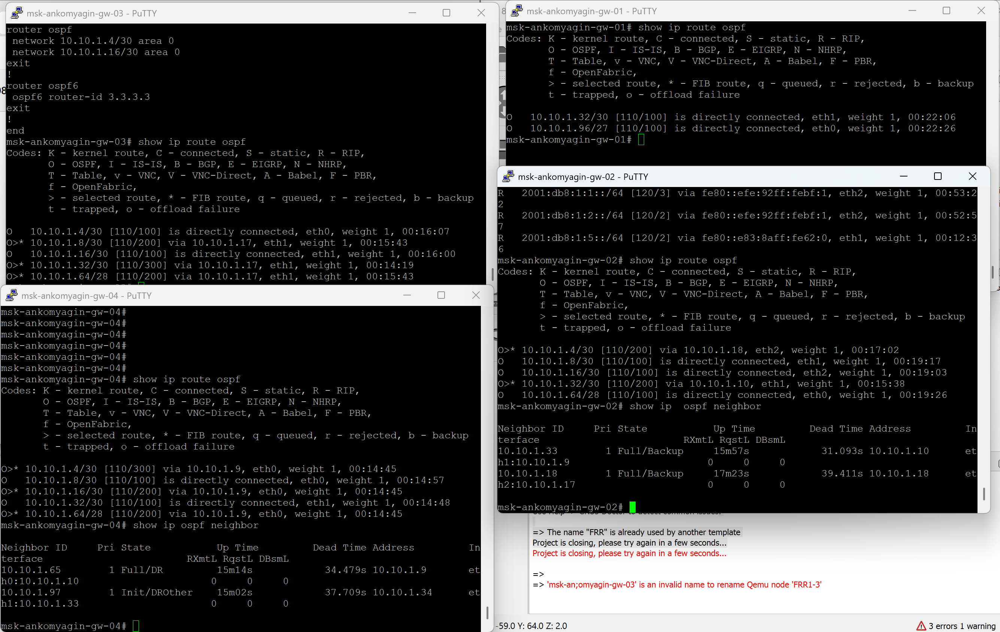 msk-ankomyagin-gw-03 - PuTTY
router ospf
 network 10.10.1.4/30 area 0
 network 10.10.1.16/30 area 0
exit
!
router ospf6
 ospf6 router-id 3.3.3.3
exit
!
end
msk-ankomyagin-gw-03# show ip route ospf
Codes: K - kernel route, C - connected, S - static, R - RIP,
       O - OSPF, I - IS-IS, B - BGP, E - EIGRP, N - NHRP,
       T - Table, v - VNC, V - VNC-Direct, A - Babel, F - PBR,
       f - OpenFabric,
       > - selected route, * - FIB route, q - queued, r - rejected, b - backup
       t - trapped, o - offload failure
O   10.10.1.4/30 [110/100] is directly connected, eth0, weight 1, 00:16:07
O>* 10.10.1.8/30 [110/200] via 10.10.1.17, eth1, weight 1, 00:15:43
O   10.10.1.16/30 [110/100] is directly connected, eth1, weight 1, 00:16:00
O>* 10.10.1.32/30 [110/300] via 10.10.1.17, eth1, weight 1, 00:14:19
O>* 10.10.1.64/28 [110/200] via 10.10.1.17, eth1, weight 1, 00:15:43
msk-ankomyagin-gw-01 - PuTTY
msk-ankomyagin-gw-01# show ip route ospf
Codes: K - kernel route, C - connected, S - static, R - RIP,
       O - OSPF, I - IS-IS, B - BGP, E - EIGRP, N - NHRP,
       T - Table, v - VNC, V - VNC-Direct, A - Babel, F - PBR,
       f - OpenFabric,
       > - selected route, * - FIB route, q - queued, r - rejected, b - backup
       t - trapped, o - offload failure
O   10.10.1.32/30 [110/100] is directly connected, eth1, weight 1, 00:22:06
O   10.10.1.96/27 [110/100] is directly connected, eth0, weight 1, 00:22:26
msk-ankomyagin-gw-01#
msk-ankomyagin-gw-02 - PuTTY
R   2001:db8:1:1::/64 [120/3] via fe80::efe:92ff:febf:1, eth2, weight 1, 00:53:2
2
R   2001:db8:1:2::/64 [120/2] via fe80::efe:92ff:febf:1, eth2, weight 1, 00:52:5
7
R   2001:db8:1:5::/64 [120/2] via fe80::e83:8aff:fe62:0, eth1, weight 1, 00:12:3
6
msk-ankomyagin-gw-02# show ip route ospf
Codes: K - kernel route, C - connected, S - static, R - RIP,
       O - OSPF, I - IS-IS, B - BGP, E - EIGRP, N - NHRP,
       T - Table, v - VNC, V - VNC-Direct, A - Babel, F - PBR,
       f - OpenFabric,
       > - selected route, * - FIB route, q - queued, r - rejected, b - backup
       t - trapped, o - offload failure
O>* 10.10.1.4/30 [110/200] via 10.10.1.18, eth2, weight 1, 00:17:02
O   10.10.1.8/30 [110/100] is directly connected, eth1, weight 1, 00:19:17
O   10.10.1.16/30 [110/100] is directly connected, eth2, weight 1, 00:19:03
O>* 10.10.1.32/30 [110/200] via 10.10.1.10, eth1, weight 1, 00:15:38
O   10.10.1.64/28 [110/100] is directly connected, eth0, weight 1, 00:19:26
msk-ankomyagin-gw-02# show ip  ospf neighbor
Neighbor ID     Pri State           Up Time         Dead Time Address         In
terface                        RXmtL RqstL DBsmL
10.10.1.33        1 Full/Backup     15m57s            31.093s 10.10.1.10      et
h1:10.10.1.9                       0     0     0
10.10.1.18        1 Full/Backup     17m23s            39.411s 10.10.1.18      et
h2:10.10.1.17                      0     0     0
msk-ankomyagin-gw-02#
msk-ankomyagin-gw-04 - PuTTY
msk-ankomyagin-gw-04#
msk-ankomyagin-gw-04#
msk-ankomyagin-gw-04#
msk-ankomyagin-gw-04#
msk-ankomyagin-gw-04#
msk-ankomyagin-gw-04#
msk-ankomyagin-gw-04# show ip route ospf
Codes: K - kernel route, C - connected, S - static, R - RIP,
       O - OSPF, I - IS-IS, B - BGP, E - EIGRP, N - NHRP,
       T - Table, v - VNC, V - VNC-Direct, A - Babel, F - PBR,
       f - OpenFabric,
       > - selected route, * - FIB route, q - queued, r - rejected, b - backup
       t - trapped, o - offload failure
O>* 10.10.1.4/30 [110/300] via 10.10.1.9, eth0, weight 1, 00:14:45
O   10.10.1.8/30 [110/100] is directly connected, eth0, weight 1, 00:14:57
O>* 10.10.1.16/30 [110/200] via 10.10.1.9, eth0, weight 1, 00:14:45
O   10.10.1.32/30 [110/100] is directly connected, eth1, weight 1, 00:14:48
O>* 10.10.1.64/28 [110/200] via 10.10.1.9, eth0, weight 1, 00:14:45
msk-ankomyagin-gw-04# show ip ospf neighbor
Neighbor ID     Pri State           Up Time         Dead Time Address         In
terface                        RXmtL RqstL DBsmL
10.10.1.65        1 Full/DR         15m14s            34.479s 10.10.1.9       et
h0:10.10.1.10                      0     0     0
10.10.1.97        1 Init/DROther    15m02s            37.709s 10.10.1.34      et
h1:10.10.1.33                      0     0     0
msk-ankomyagin-gw-04#
=> The name "FRR" is already used by another template
Project is closing, please try again in a few seconds...
Project is closing, please try again in a few seconds...
=>
=> 'msk-an;omyagin-gw-03' is an invalid name to rename Qemu node 'FRR1-3'
-59.0 Y: 64.0 Z: 2.0
3 errors 1 warning